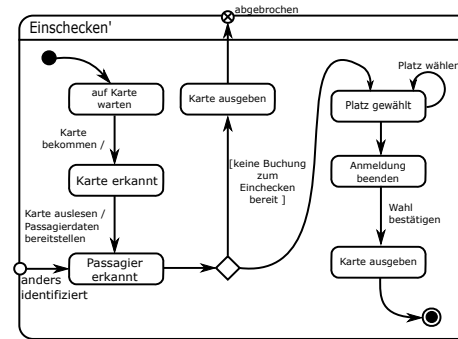 abgebrochen
Einschecken'
auf Karte
warten
Karte ausgeben
Platz wählen
Platz gewählt
Karte
bekommen /
Karte erkannt
[keine Buchung
zum
Einchecken
bereit ]
Anmeldung
beenden
Karte auslesen /
Passagierdaten
bereitstellen
Wahl
bestätigen
Passagier
erkannt
Karte ausgeben
anders
identifiziert